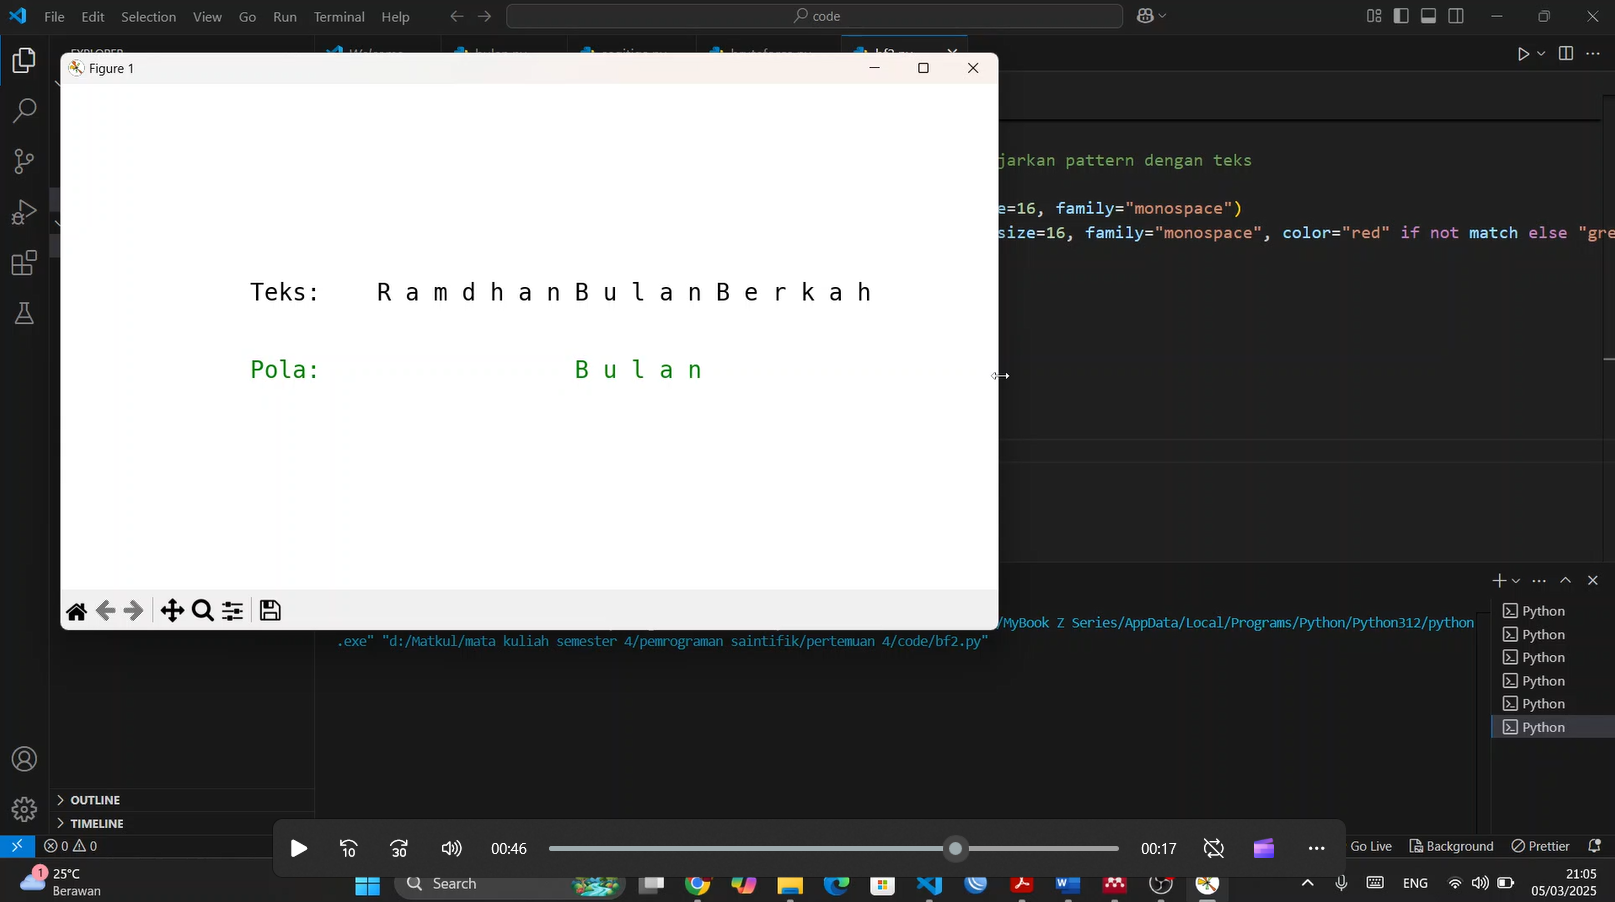 File Edit Selection View Go Run Terminal Help
code
Figure 1
jarkan pattern dengan teks
=16, family="monospace")
size=16, family="monospace", color="red" if not match else "gre
Teks: R a m d h a n B u l a n B e r k a h
Pola: B u l a n
/MyBook Z Series/AppData/Local/Programs/Python/Python312/python
.exe" "d:/Matkul/mata kuliah semester 4/pemrograman saintifik/pertemuan 4/code/bf2.py"
Python
Python
Python
Python
Python
Python
OUTLINE
TIMELINE
10
30
00:46
00:17
0 0
Go Live
Background
Prettier
1
25°C
Berawan
Search
ENG
21:05
05/03/2025